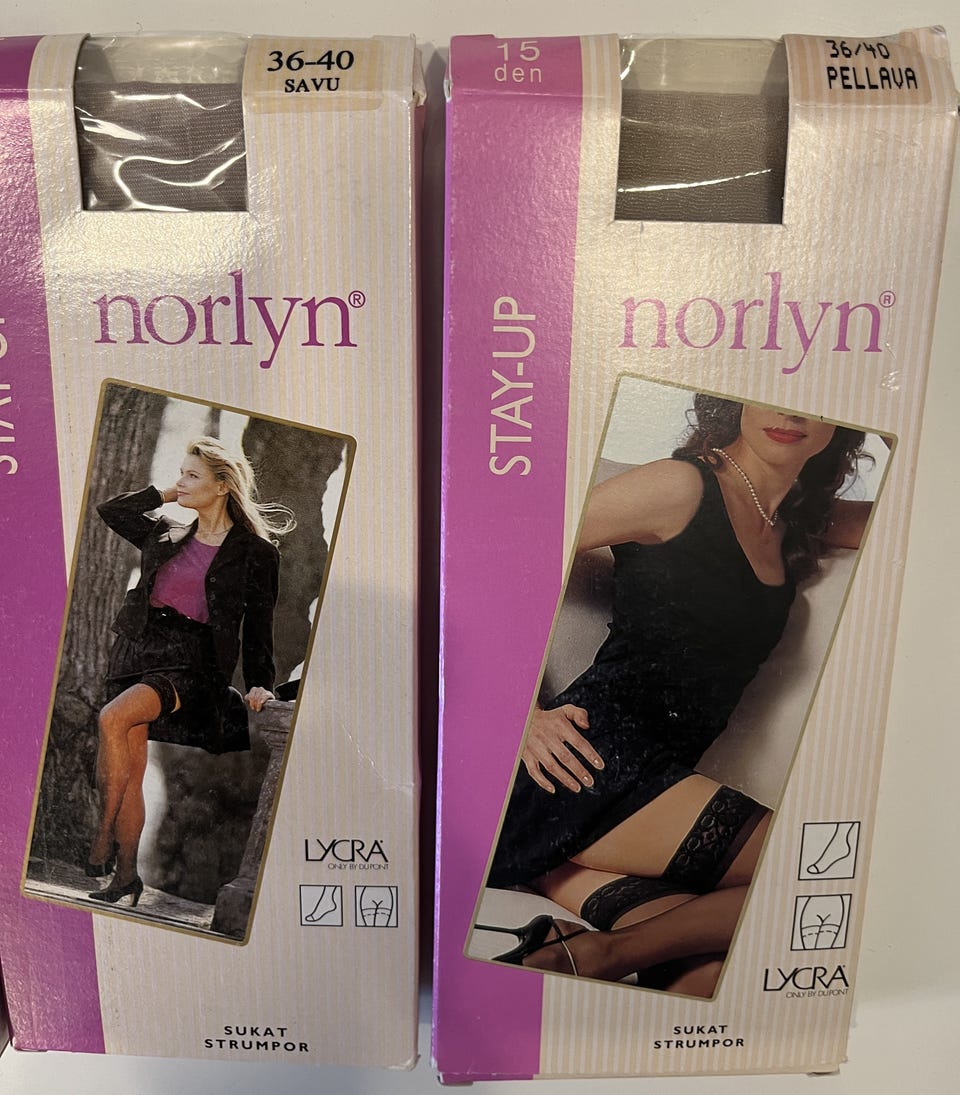 36-40
SAVU
norlyn®
LYCRA®
ONLY BY DUPONT
SUKAT
STRUMPOR
15
den
36/40
PELLAVA
STAY-UP
norlyn®
LYCRA®
ONLY BY DUPONT
SUKAT
STRUMPOR